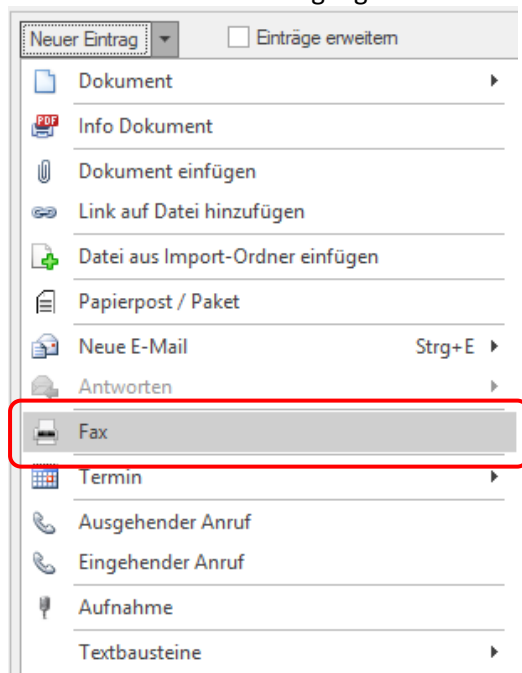 Neuer Eintrag Einträge erweitern
Dokument
PDF
Info Dokument
Dokument einfügen
Link auf Datei hinzufügen
Datei aus Import-Ordner einfügen
Papierpost / Paket
Neue E-Mail Strg+E
Antworten
Fax
Termin
Ausgehender Anruf
Eingehender Anruf
Aufnahme
Textbausteine